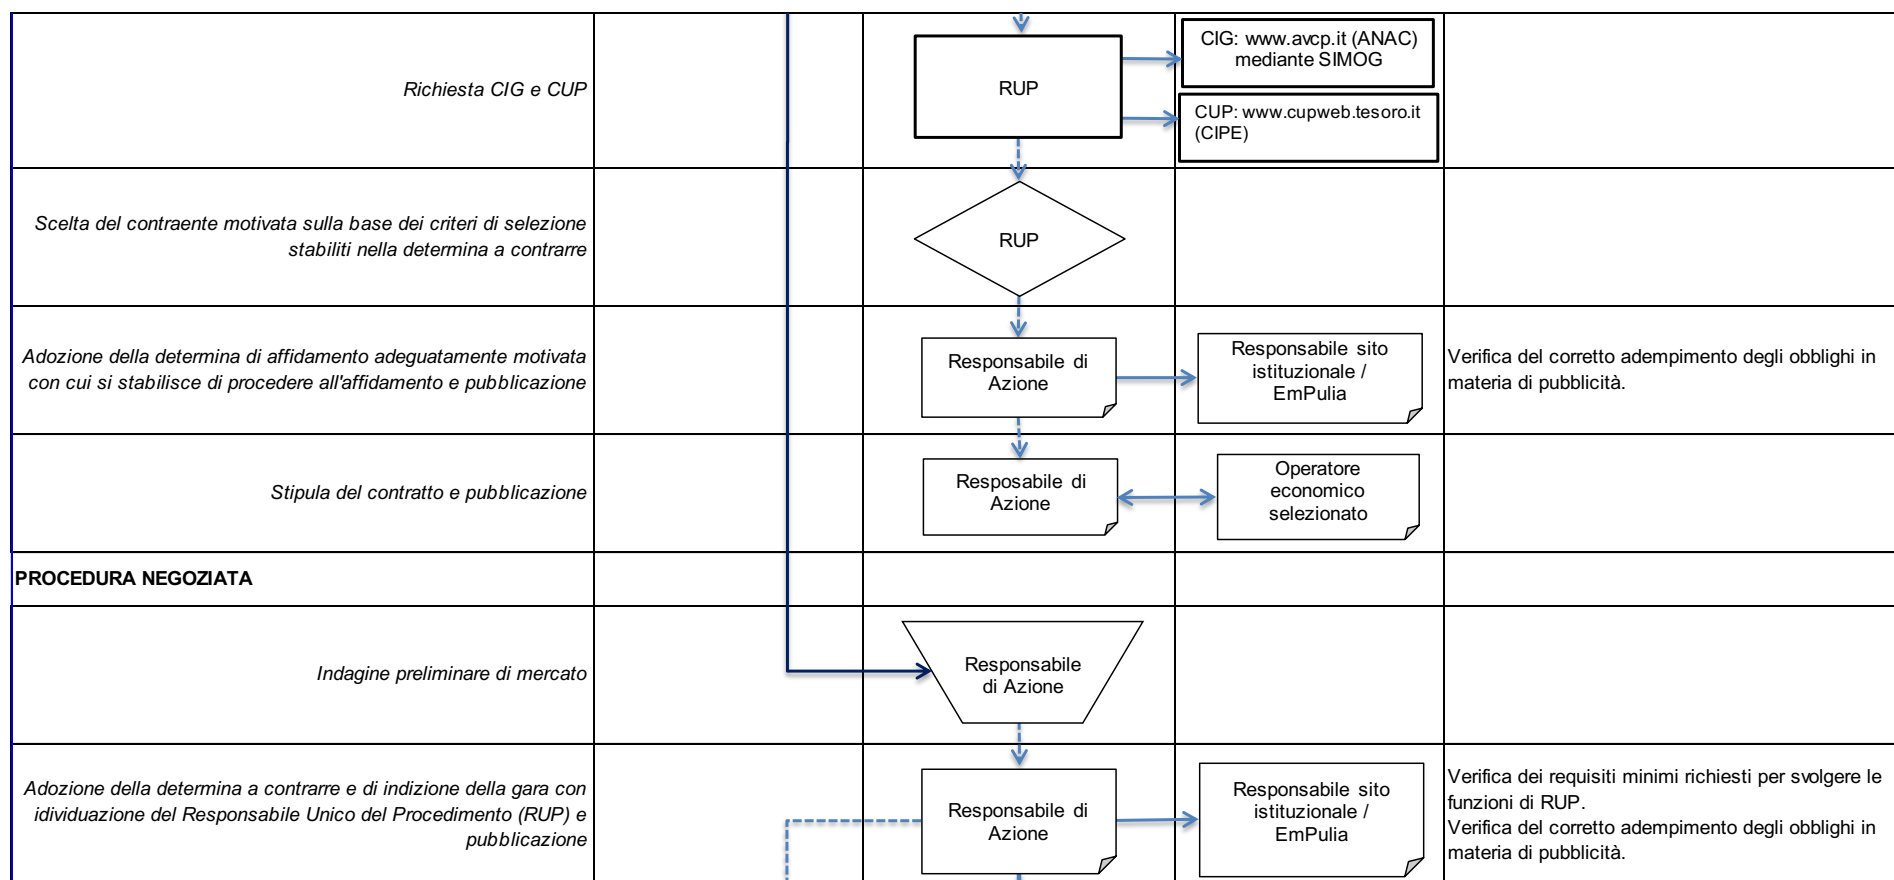 Richiesta CIG e CUP
RUP
CIG: www.avcp.it (ANAC)
mediante SIMOG
CUP: www.cupweb.tesoro.it
(CIPE)
Scelta del contraente motivata sulla base dei criteri di selezione
stabiliti nella determina a contrarre
RUP
Adozione della determina di affidamento adeguatamente motivata
con cui si stabilisce di procedere all'affidamento e pubblicazione
Responsabile di
Azione
Responsabile sito
istituzionale /
EmPulia
Verifica del corretto adempimento degli obblighi in
materia di pubblicità.
Stipula del contratto e pubblicazione
Resposabile di
Azione
Operatore
economico
selezionato
PROCEDURA NEGOZIATA
Indagine preliminare di mercato
Responsabile
di Azione
Adozione della determina a contrarre e di indizione della gara con
idividuazione del Responsabile Unico del Procedimento (RUP) e
pubblicazione
Responsabile di
Azione
Responsabile sito
istituzionale /
EmPulia
Verifica dei requisiti minimi richiesti per svolgere le
funzioni di RUP.
Verifica del corretto adempimento degli obblighi in
materia di pubblicità.